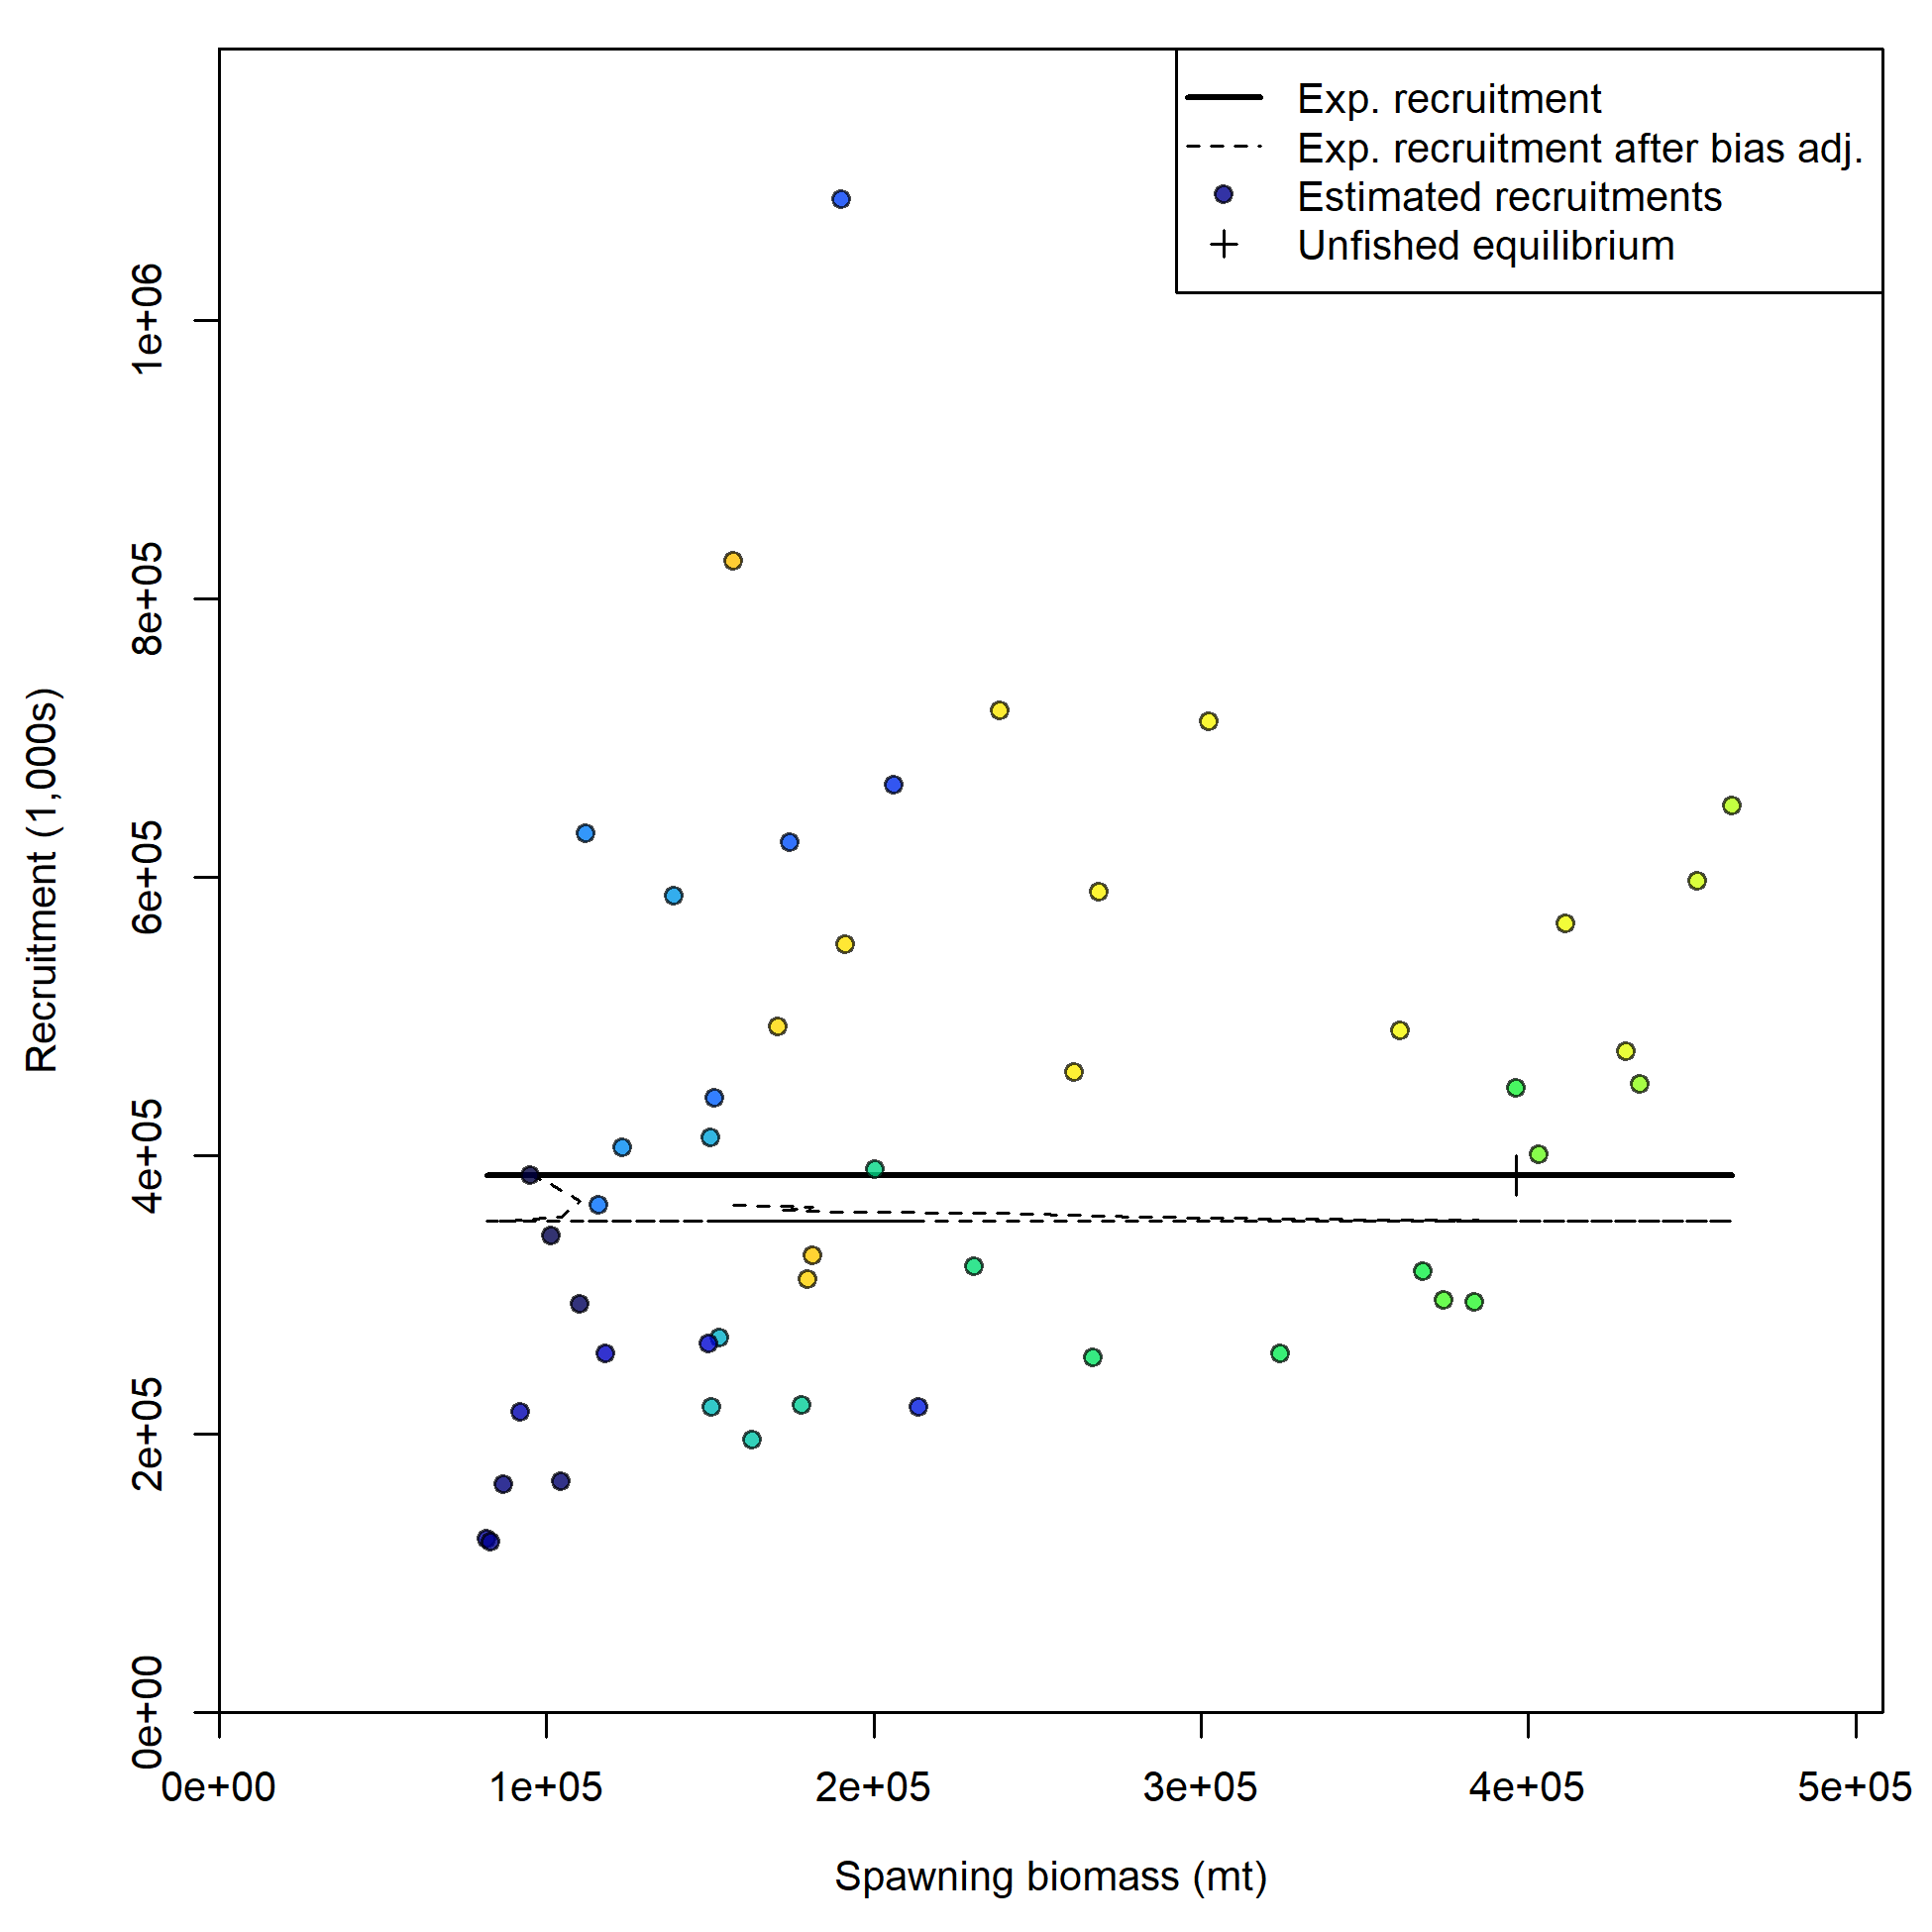 Exp. recruitment
Exp. recruitment after bias adj.
Estimated recruitments
Unfished equilibrium
Recruitment (1,000s)
1e+06
8e+05
6e+05
4e+05
2e+05
0e+00
0e+00 1e+05 2e+05 3e+05 4e+05 5e+05
Spawning biomass (mt)